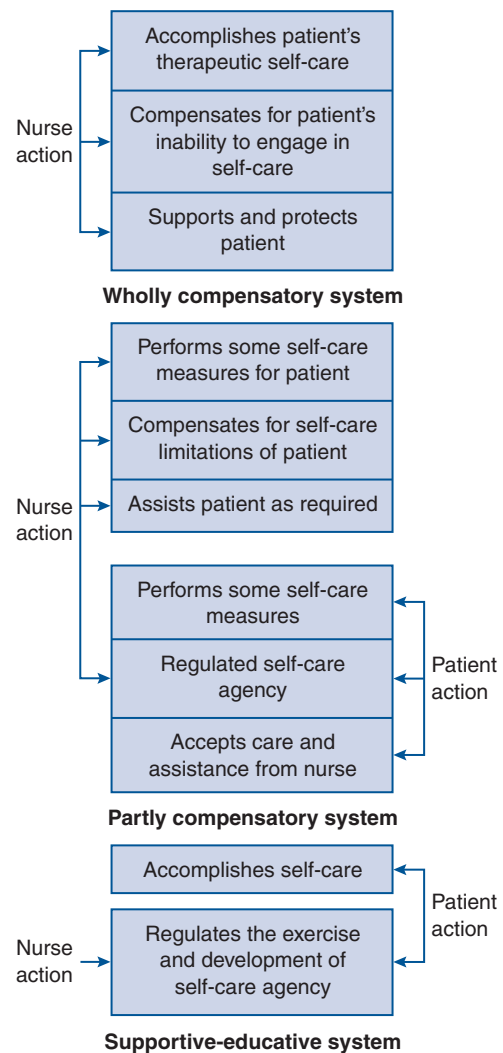 Accomplishes patient's
therapeutic self-care
Nurse
action
Compensates for patient's
inability to engage in
self-care
Supports and protects
patient
Wholly compensatory system
Performs some self-care
measures for patient
Compensates for self-care
limitations of patient
Nurse
action
Assists patient as required
Performs some self-care
measures
Regulated self-care
agency
Patient
action
Accepts care and
assistance from nurse
Partly compensatory system
Accomplishes self-care
Patient
action
Nurse
action
Regulates the exercise
and development of
self-care agency
Supportive-educative system